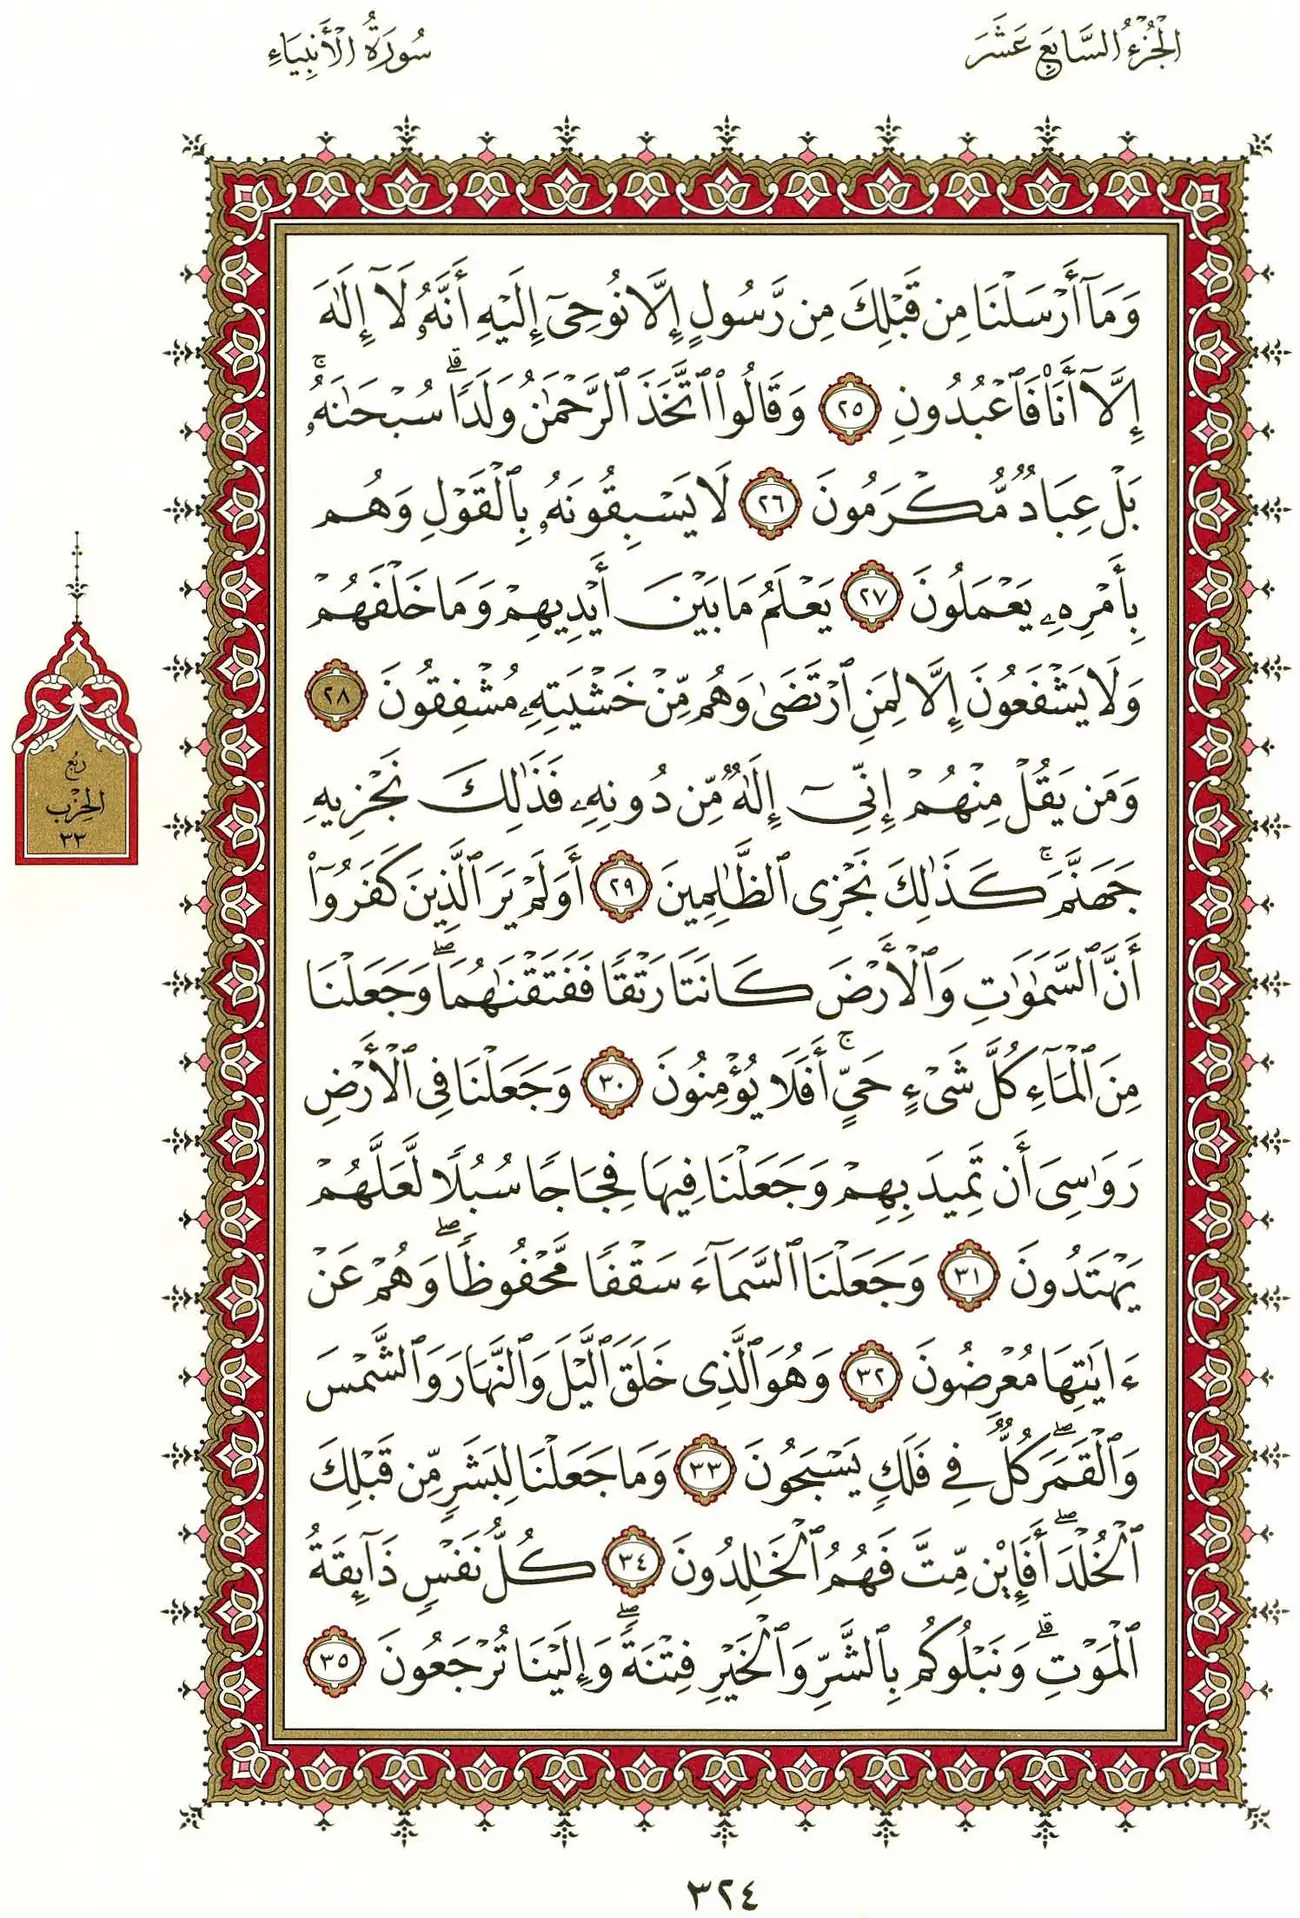 الجزء السابع عشر
سورة الأنبياء
وَمَآ أَرْسَلْنَا مِن قَبْلِكَ مِن رَّسُولٍ إِلَّا نُوحِىٓ إِلَيْهِ أَنَّهُۥ لَآ إِلَٰهَ
إِلَّآ أَنَا۠ فَٱعْبُدُونِ ٢٥ وَقَالُوا۟ ٱتَّخَذَ ٱلرَّحْمَٰنُ وَلَدًا ۗ سُبْحَٰنَهُۥ ۚ
بَلْ عِبَادٌ مُّكْرَمُونَ ٢٦ لَا يَسْبِقُونَهُۥ بِٱلْقَوْلِ وَهُم
بِأَمْرِهِۦ يَعْمَلُونَ ٢٧ يَعْلَمُ مَا بَيْنَ أَيْدِيهِمْ وَمَا خَلْفَهُمْ
وَلَا يَشْفَعُونَ إِلَّا لِمَنِ ٱرْتَضَىٰ وَهُم مِّنْ خَشْيَتِهِۦ مُشْفِقُونَ ٢٨
وَمَن يَقُلْ مِنْهُمْ إِنِّىٓ إِلَٰهٌ مِّن دُونِهِۦ فَذَٰلِكَ نَجْزِيهِ
جَهَنَّمَ ۚ كَذَٰلِكَ نَجْزِى ٱلظَّٰلِمِينَ ٢٩ أَوَلَمْ يَرَ ٱلَّذِينَ كَفَرُوٓا۟
أَنَّ ٱلسَّمَٰوَٰتِ وَٱلْأَرْضَ كَانَتَا رَتْقًا فَفَتَقْنَٰهُمَا ۖ وَجَعَلْنَا
مِنَ ٱلْمَآءِ كُلَّ شَىْءٍ حَىٍّ ۚ أَفَلَا يُؤْمِنُونَ ٣٠ وَجَعَلْنَا فِى ٱلْأَرْضِ
رَوَٰسِىَ أَن تَمِيدَ بِهِمْ وَجَعَلْنَا فِيهَا فِجَاجًا سُبُلًا لَّعَلَّهُمْ
يَهْتَدُونَ ٣١ وَجَعَلْنَا ٱلسَّمَآءَ سَقْفًا مَّحْفُوظًا ۖ وَهُمْ عَنْ
ءَايَٰتِهَا مُعْرِضُونَ ٣٢ وَهُوَ ٱلَّذِى خَلَقَ ٱلَّيْلَ وَٱلنَّهَارَ وَٱلشَّمْسَ
وَٱلْقَمَرَ ۖ كُلٌّ فِى فَلَكٍ يَسْبَحُونَ ٣٣ وَمَا جَعَلْنَا لِبَشَرٍ مِّن قَبْلِكَ
ٱلْخُلْدَ ۖ أَفَإِي۟ن مِّتَّ فَهُمُ ٱلْخَٰلِدُونَ ٣٤ كُلُّ نَفْسٍ ذَآئِقَةُ
ٱلْمَوْتِ ۗ وَنَبْلُوكُم بِٱلشَّرِّ وَٱلْخَيْرِ فِتْنَةً ۖ وَإِلَيْنَا تُرْجَعُونَ ٣٥
ربع
الحزب
٣٣
٣٢٤